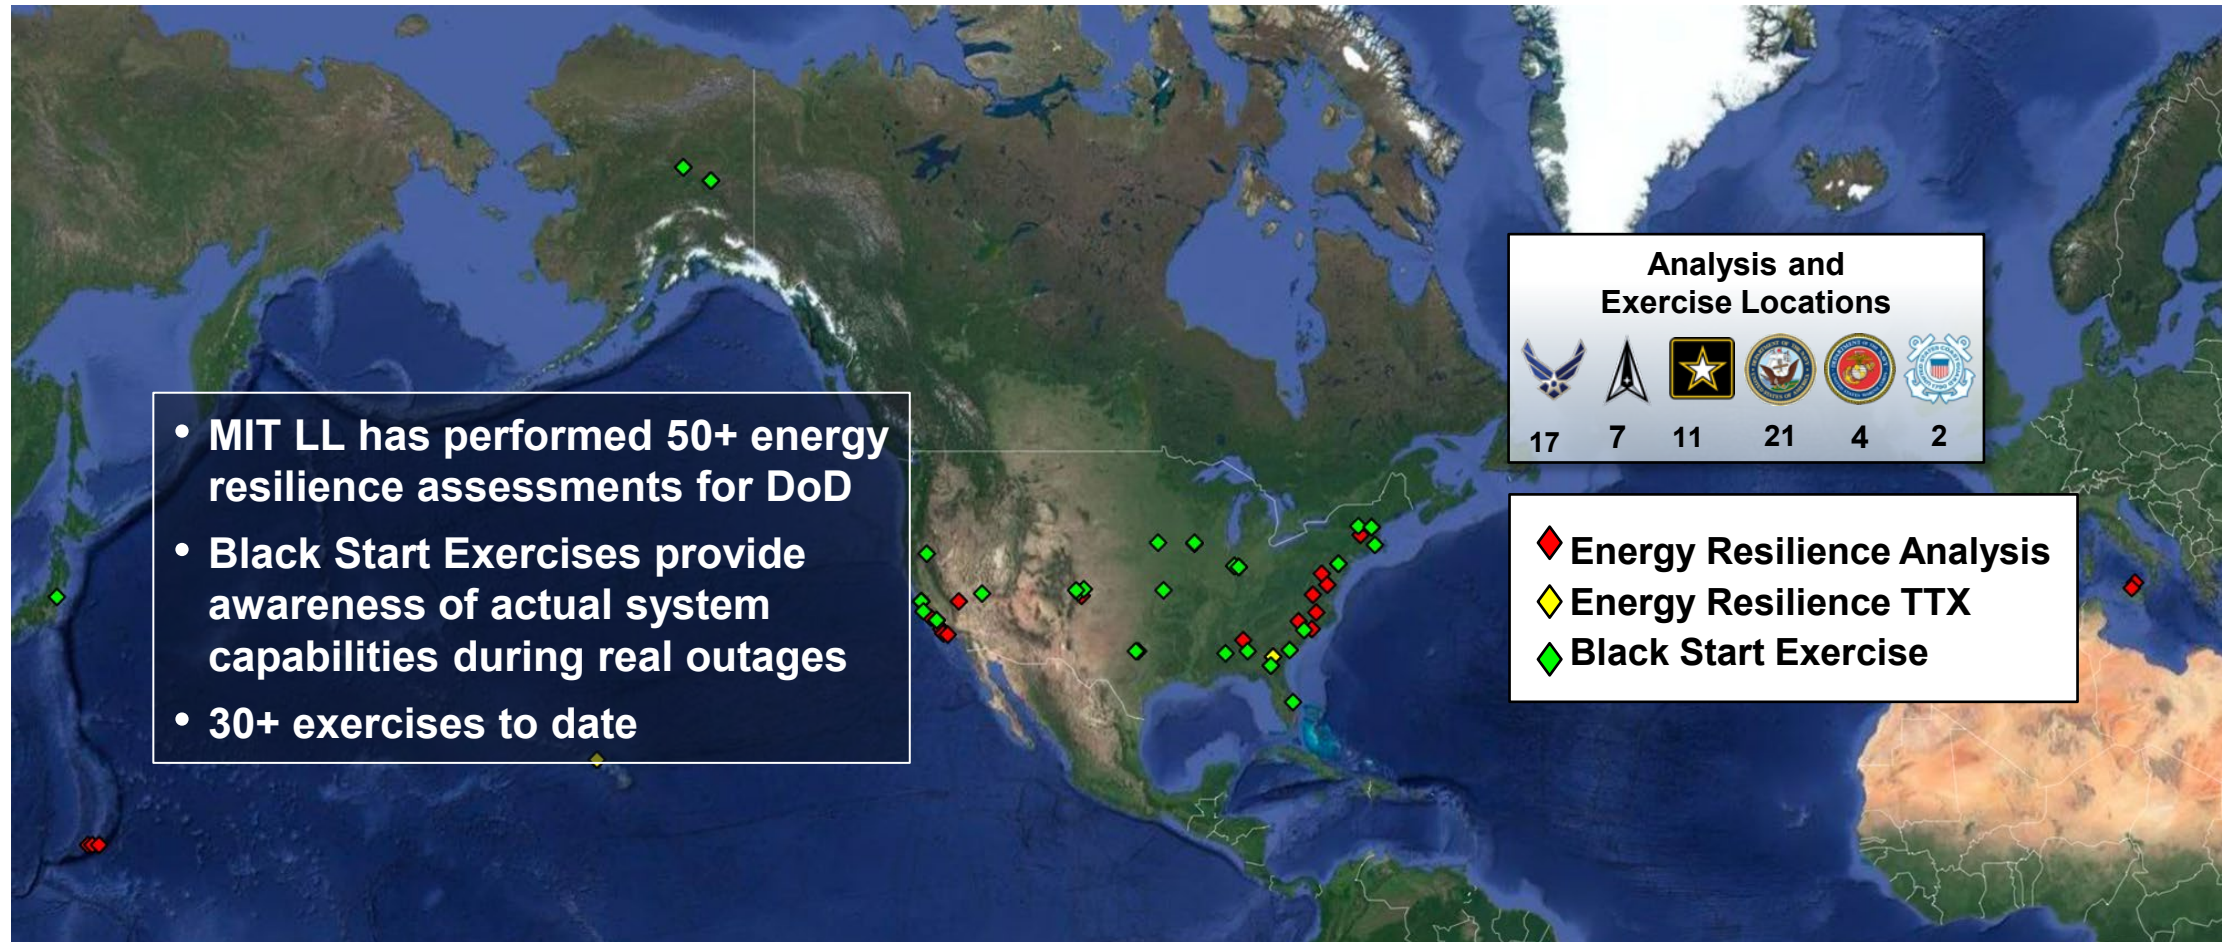 • MIT LL has performed 50+ energy
resilience assessments for DoD
• Black Start Exercises provide
awareness of actual system
capabilities during real outages
• 30+ exercises to date
Analysis and
Exercise Locations
17 7 11 21 4 2
Energy Resilience Analysis
Energy Resilience TTX
Black Start Exercise